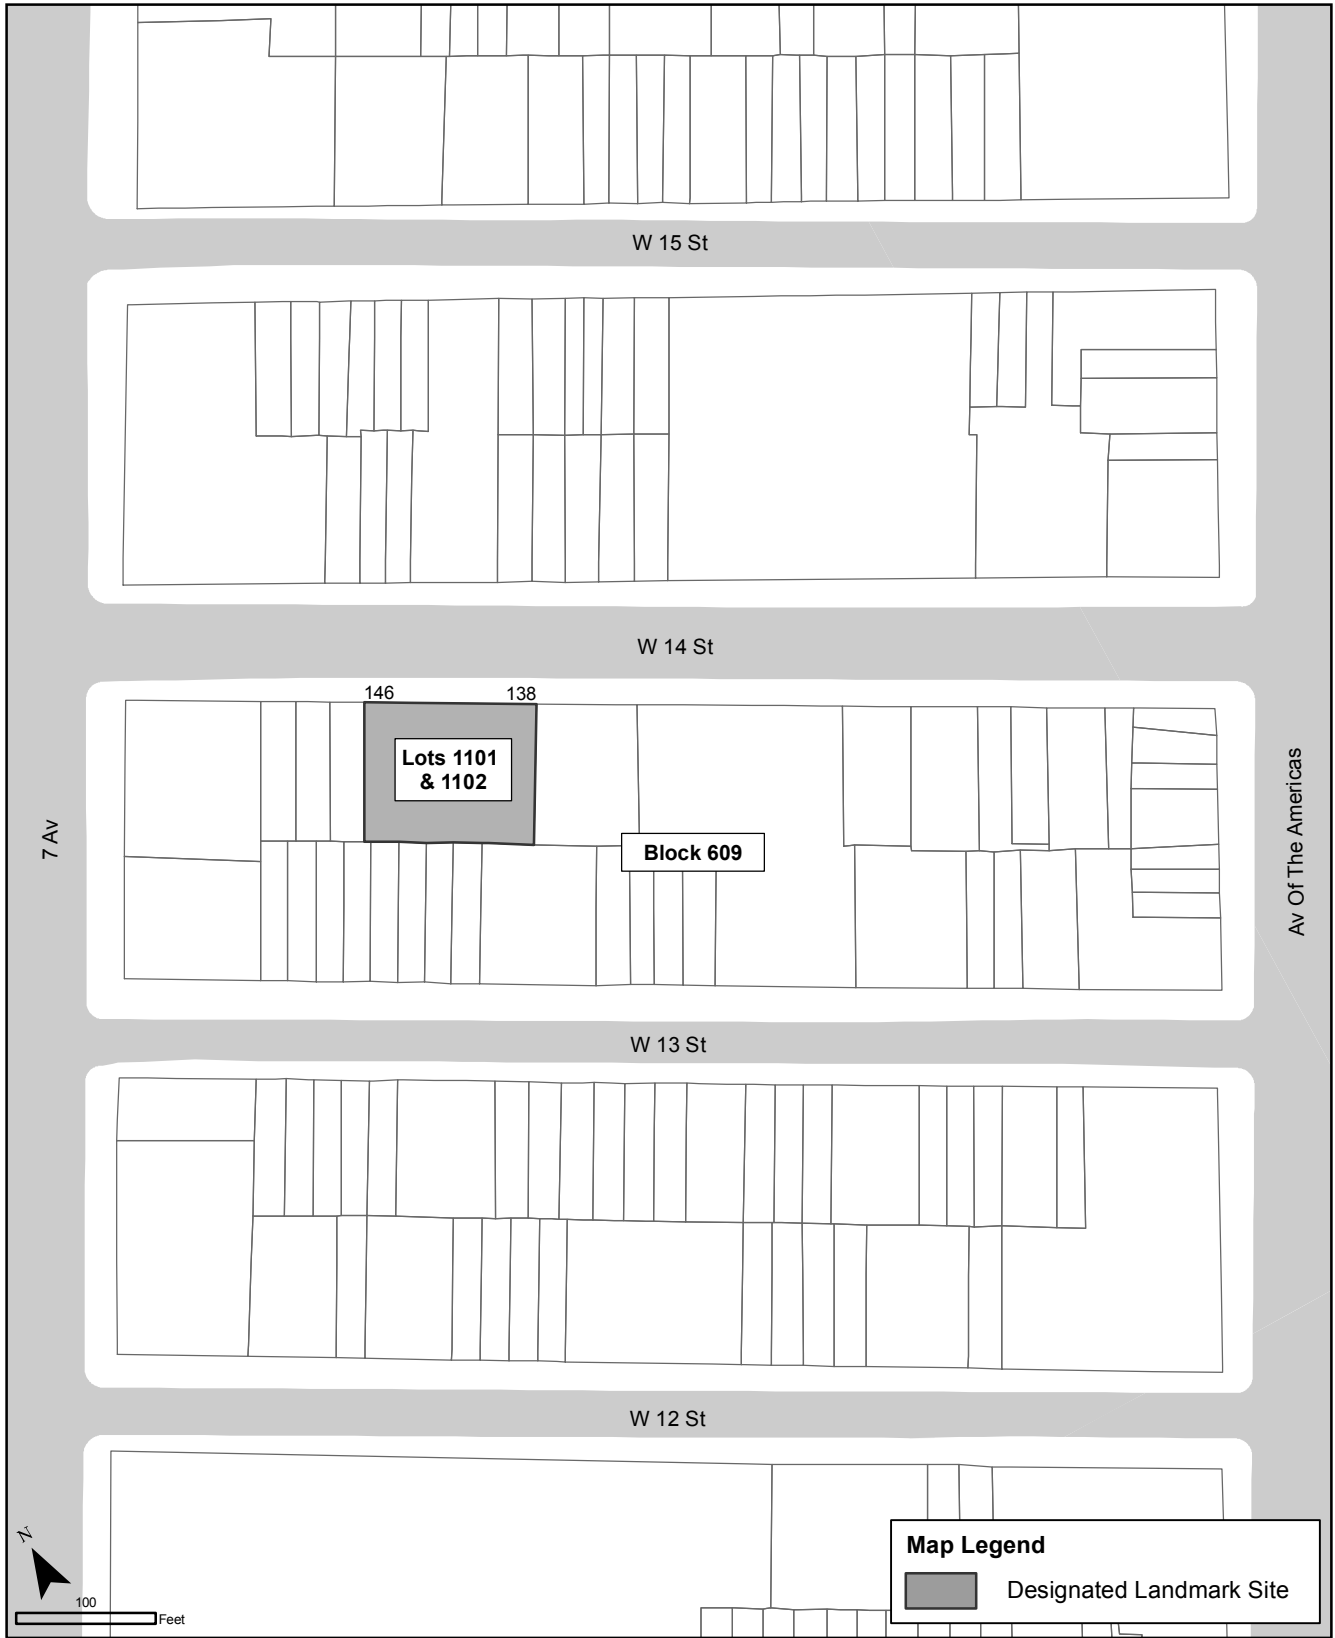 W 15 St
W 14 St
146
138
Lots 1101
& 1102
7 Av
Block 609
Av Of The Americas
W 13 St
W 12 St
N
100
Feet
Map Legend
Designated Landmark Site